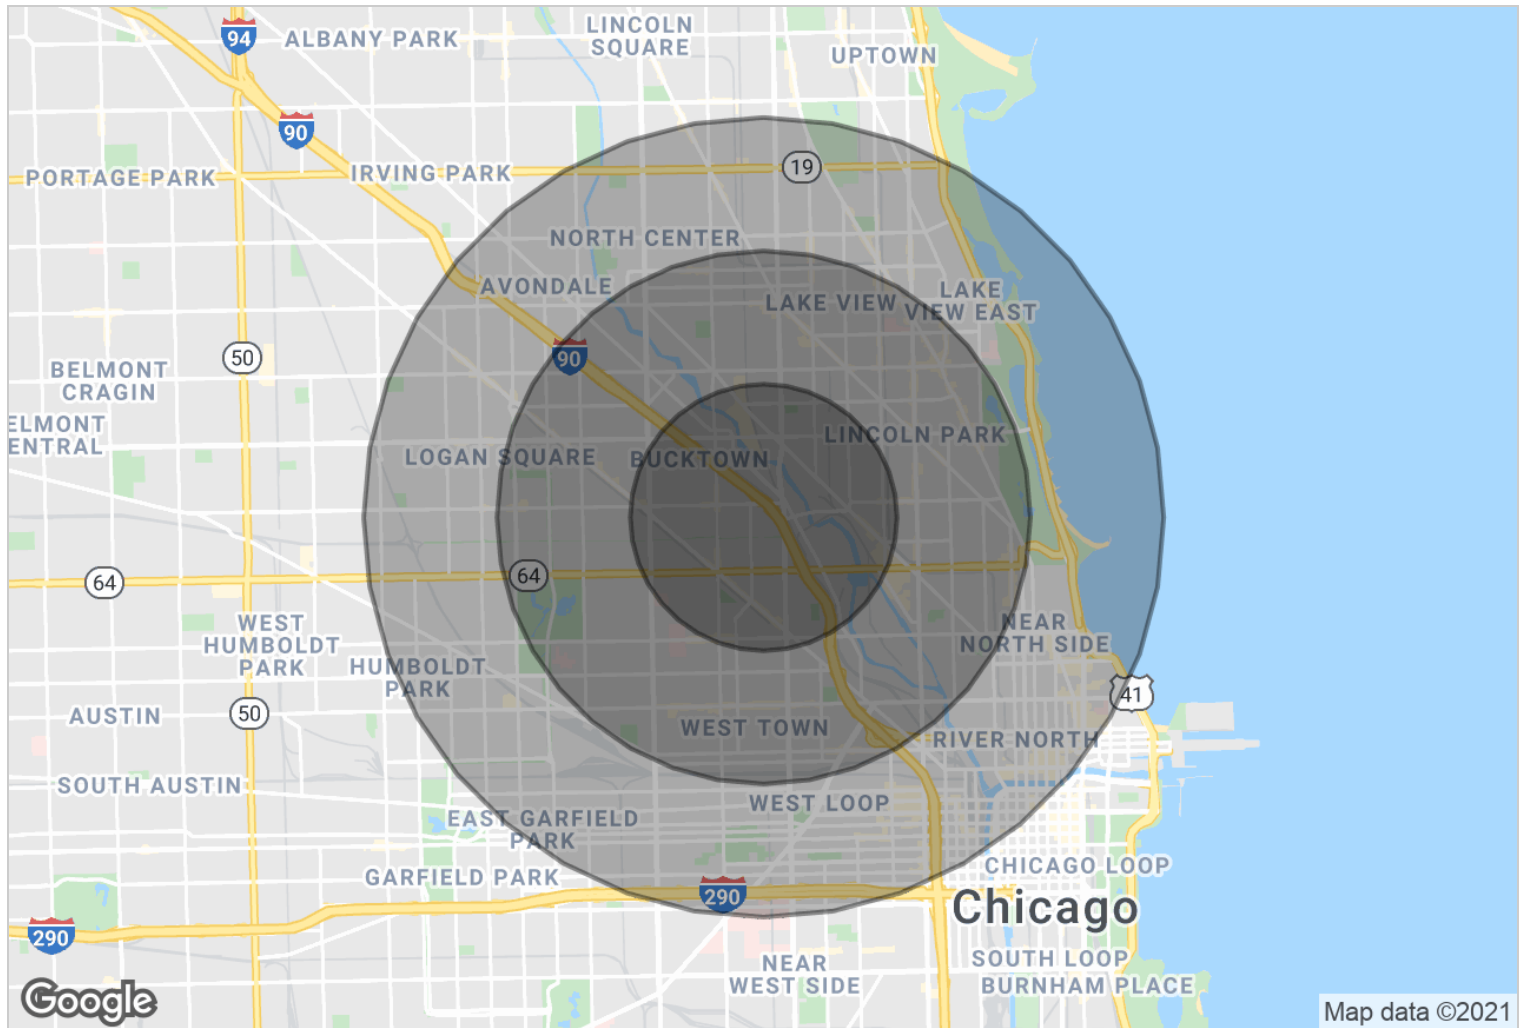 94
ALBANY PARK
LINCOLN
SQUARE
UPTOWN
90
19
PORTAGE PARK
IRVING PARK
NORTH CENTER
AVONDALE
LAKE VIEW
LAKE
VIEW EAST
50
90
BELMONT
CRAGIN
ELMONT
ENTRAL
LOGAN SQUARE
BUCKTOWN
LINCOLN PARK
64
64
WEST
HUMBOLDT
PARK
HUMBOLDT
PARK
NEAR
NORTH SIDE
41
AUSTIN
50
WEST TOWN
RIVER NORTH
SOUTH AUSTIN
WEST LOOP
EAST GARFIELD
PARK
GARFIELD PARK
CHICAGO LOOP
290
Chicago
290
NEAR
WEST SIDE
SOUTH LOOP
BURNHAM PLACE
Google
Map data ©2021